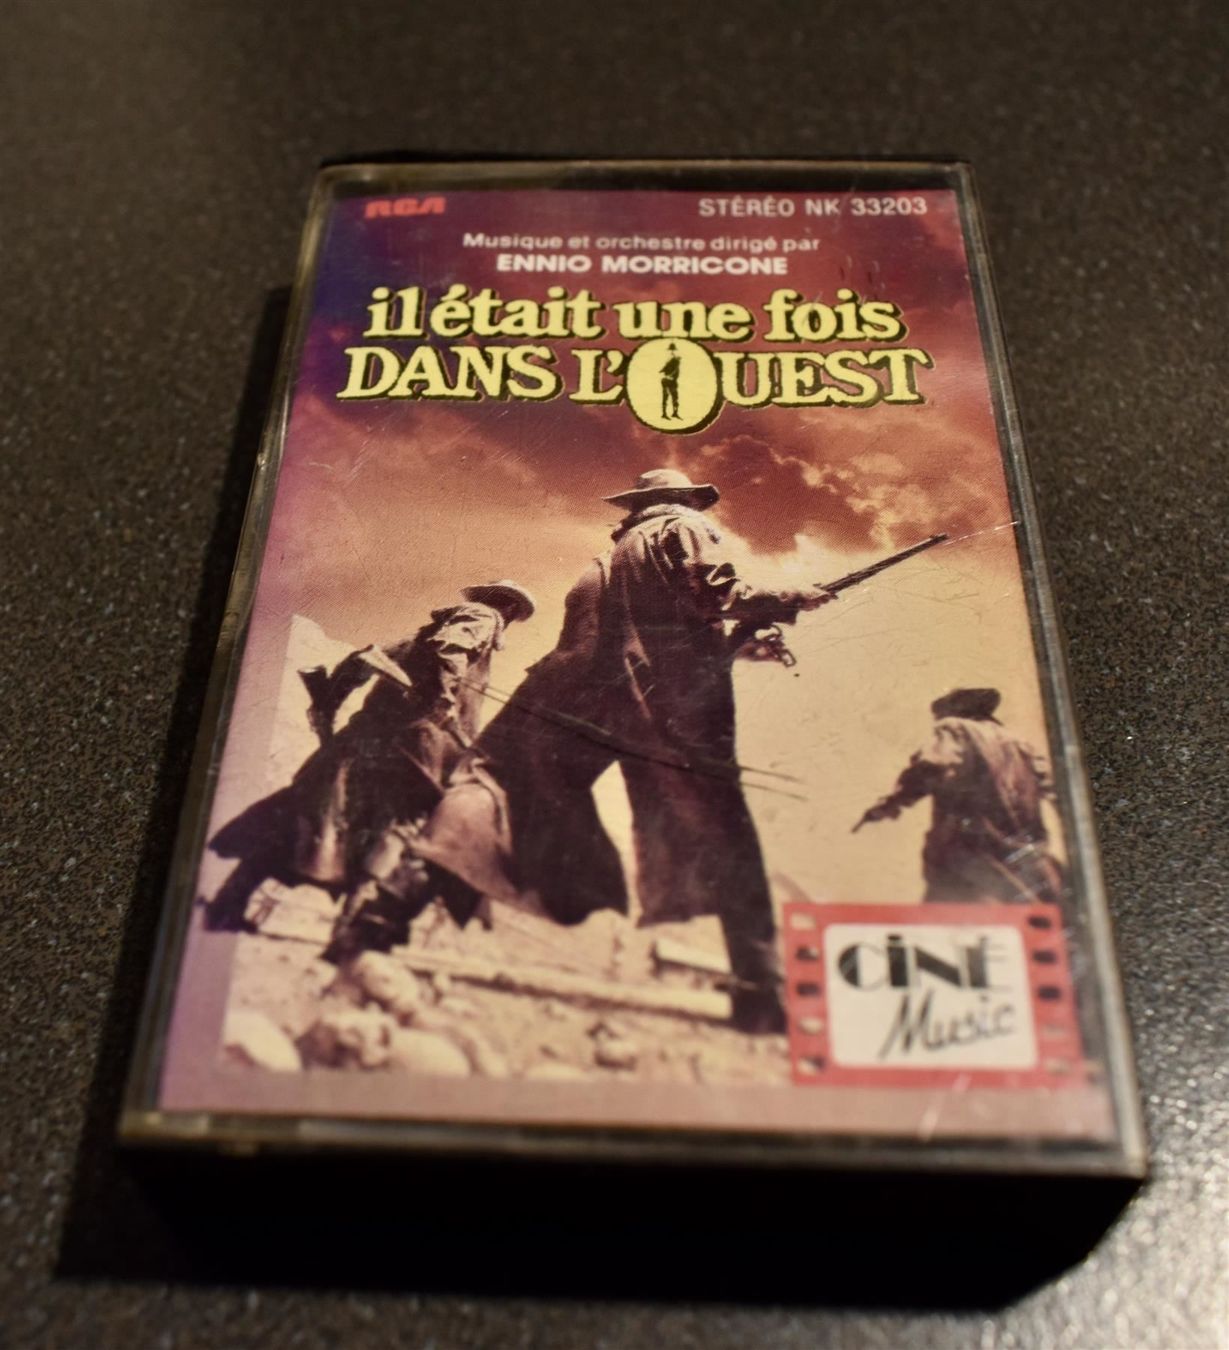 RCA
STÉRÉO NK 33203
Musique et orchestre dirigé par
ENNIO MORRICONE
il était une fois
DANS L'OUEST
CINÉ
Music